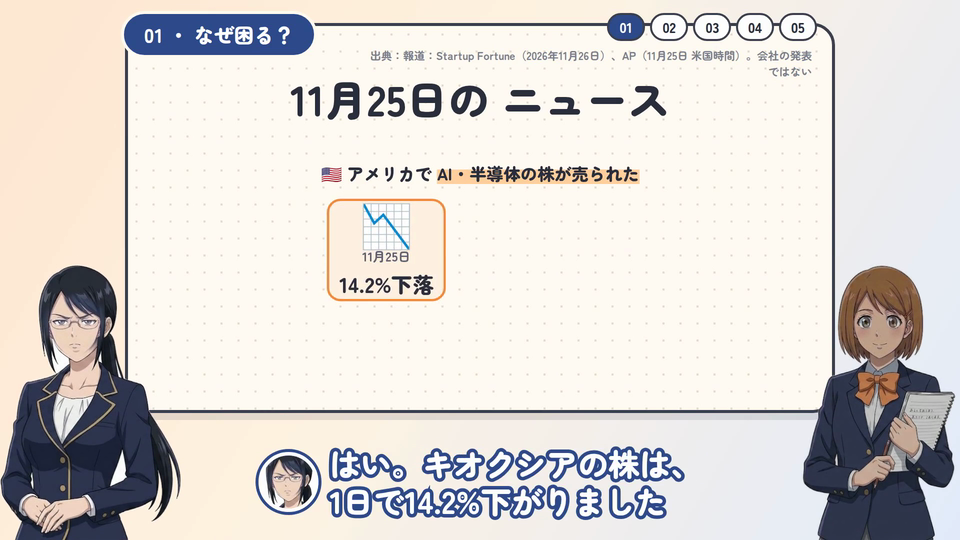 01 ・ なぜ困る？
01 02 03 04 05
出典：報道：Startup Fortune（2026年11月26日）、AP（11月25日 米国時間）。会社の発表
ではない
11月25日の ニュース
🇺🇸 アメリカで AI・半導体の株が売られた
11月25日
14.2%下落
はい。キオクシアの株は、
1日で14.2%下がりました